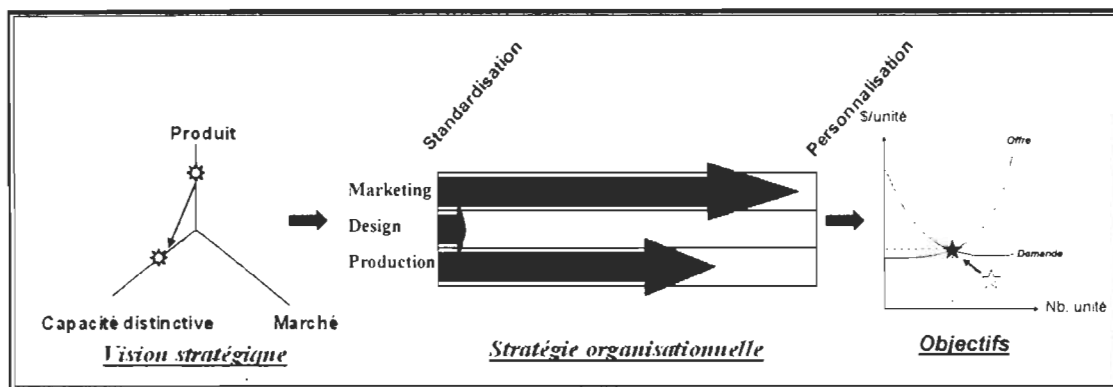 Produit
Capacité distinctive
Marché
Vision stratégique
Standardisation
Personnalisation
Marketing
Design
Production
Stratégie organisationnelle
$/unité
Offre
Demande
Nb. unité
Objectifs